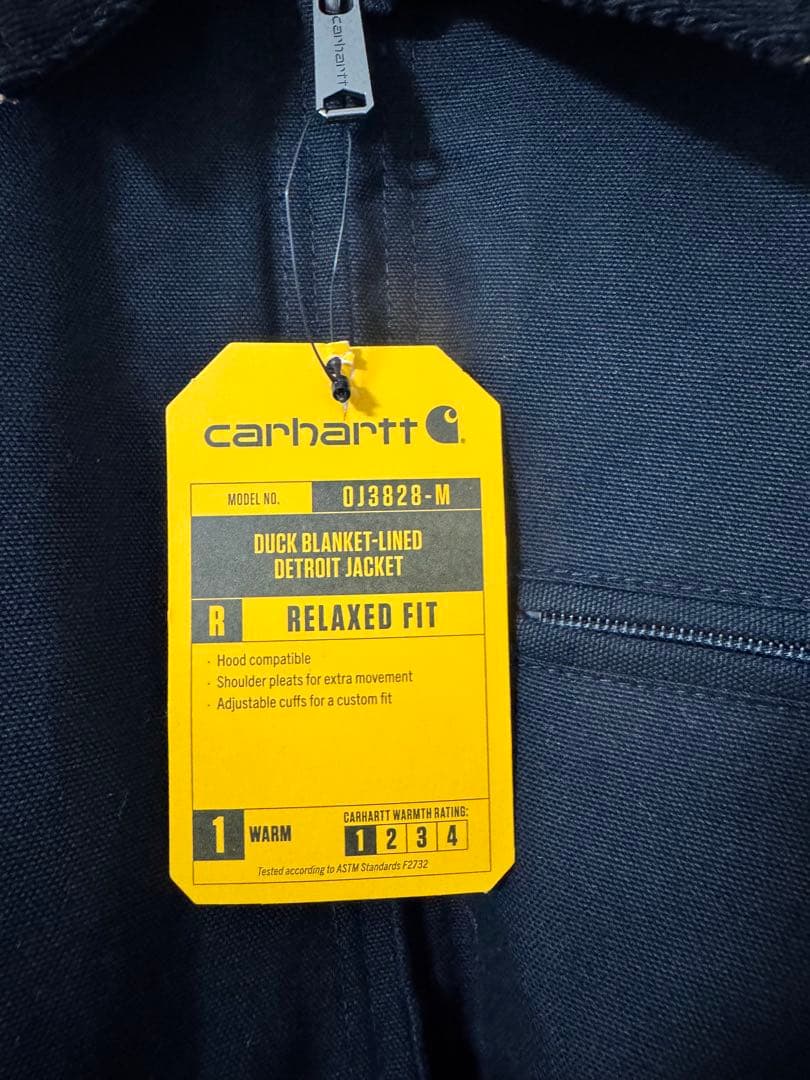 carhartt
carhartt
MODEL NO. OJ3828-M
DUCK BLANKET-LINED
DETROIT JACKET
R RELAXED FIT
· Hood compatible
· Shoulder pleats for extra movement
· Adjustable cuffs for a custom fit
1 WARM
CARHARTT WARMTH RATING:
1 2 3 4
Tested according to ASTM Standards F2732